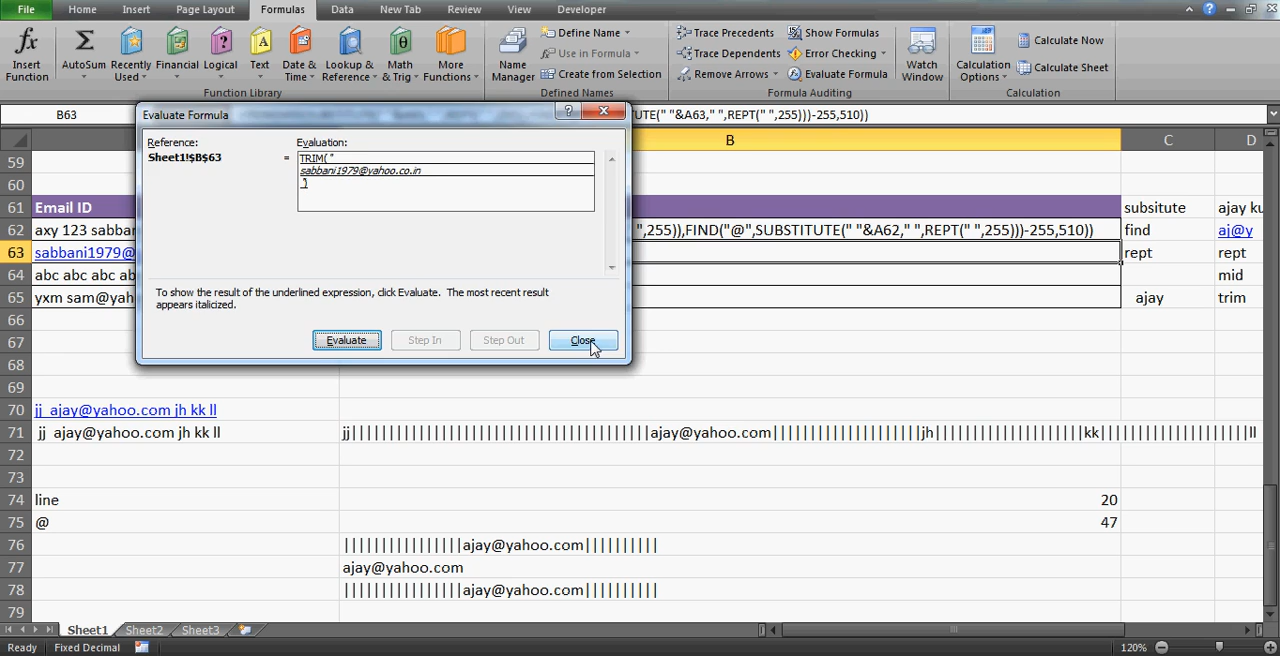 File Home Insert Page Layout Formulas Data New Tab Review View Developer
fx Insert Function
Σ AutoSum
Recently Used
Financial
Logical
A Text
Date & Time
Lookup & Reference
θ Math & Trig
More Functions
Function Library
Name Manager
Define Name
Use in Formula
Create from Selection
Defined Names
Trace Precedents
Trace Dependents
Remove Arrows
Show Formulas
Error Checking
Evaluate Formula
Formula Auditing
Watch Window
Calculation Options
Calculate Now
Calculate Sheet
Calculation
B63 TUTE(" "&A63," ",REPT(" ",255)))-255,510))
B C D
Evaluate Formula
Reference:
Sheet1!$B$63
Evaluation:
= TRIM( "
sabbani1979@yahoo.co.in
")
To show the result of the underlined expression, click Evaluate. The most recent result
appears italicized.
Evaluate Step In Step Out Close
59
60
61 Email ID subsitute ajay ku
62 axy 123 sabban ",255)),FIND("@",SUBSTITUTE(" "&A62," ",REPT(" ",255)))-255,510)) find aj@y
63 sabbani1979@ rept rept
64 abc abc abc ab mid
65 yxm sam@yah ajay trim
66
67
68
69
70 jj ajay@yahoo.com jh kk ll
71 jj ajay@yahoo.com jh kk ll jj||||||||||||||||||||||||||||||||||||||||ajay@yahoo.com||||||||||||||||||||jh||||||||||||||||||||kk||||||||||||||||||||ll
72
73
74 line 20
75 @ 47
76 ||||||||||||||||ajay@yahoo.com||||||||||
77 ajay@yahoo.com
78 ||||||||||||||||ajay@yahoo.com||||||||||
79
Sheet1 Sheet2 Sheet3
Ready Fixed Decimal 120%